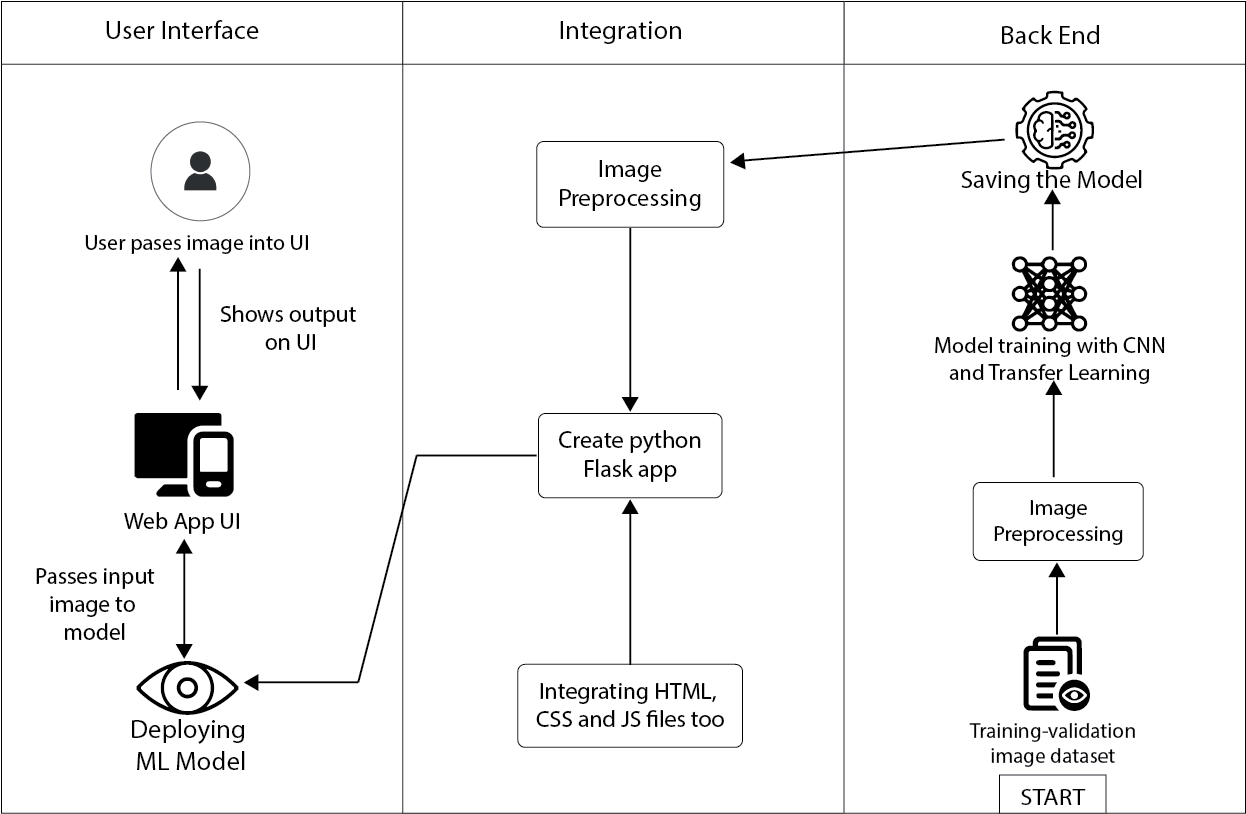 User Interface
Integration
Back End
User pases image into UI
Shows output
on UI
Web App UI
Passes input
image to
model
Deploying
ML Model
Image
Preprocessing
Create python
Flask app
Integrating HTML,
CSS and JS files too
Saving the Model
Model training with CNN
and Transfer Learning
Image
Preprocessing
Training-validation
image dataset
START